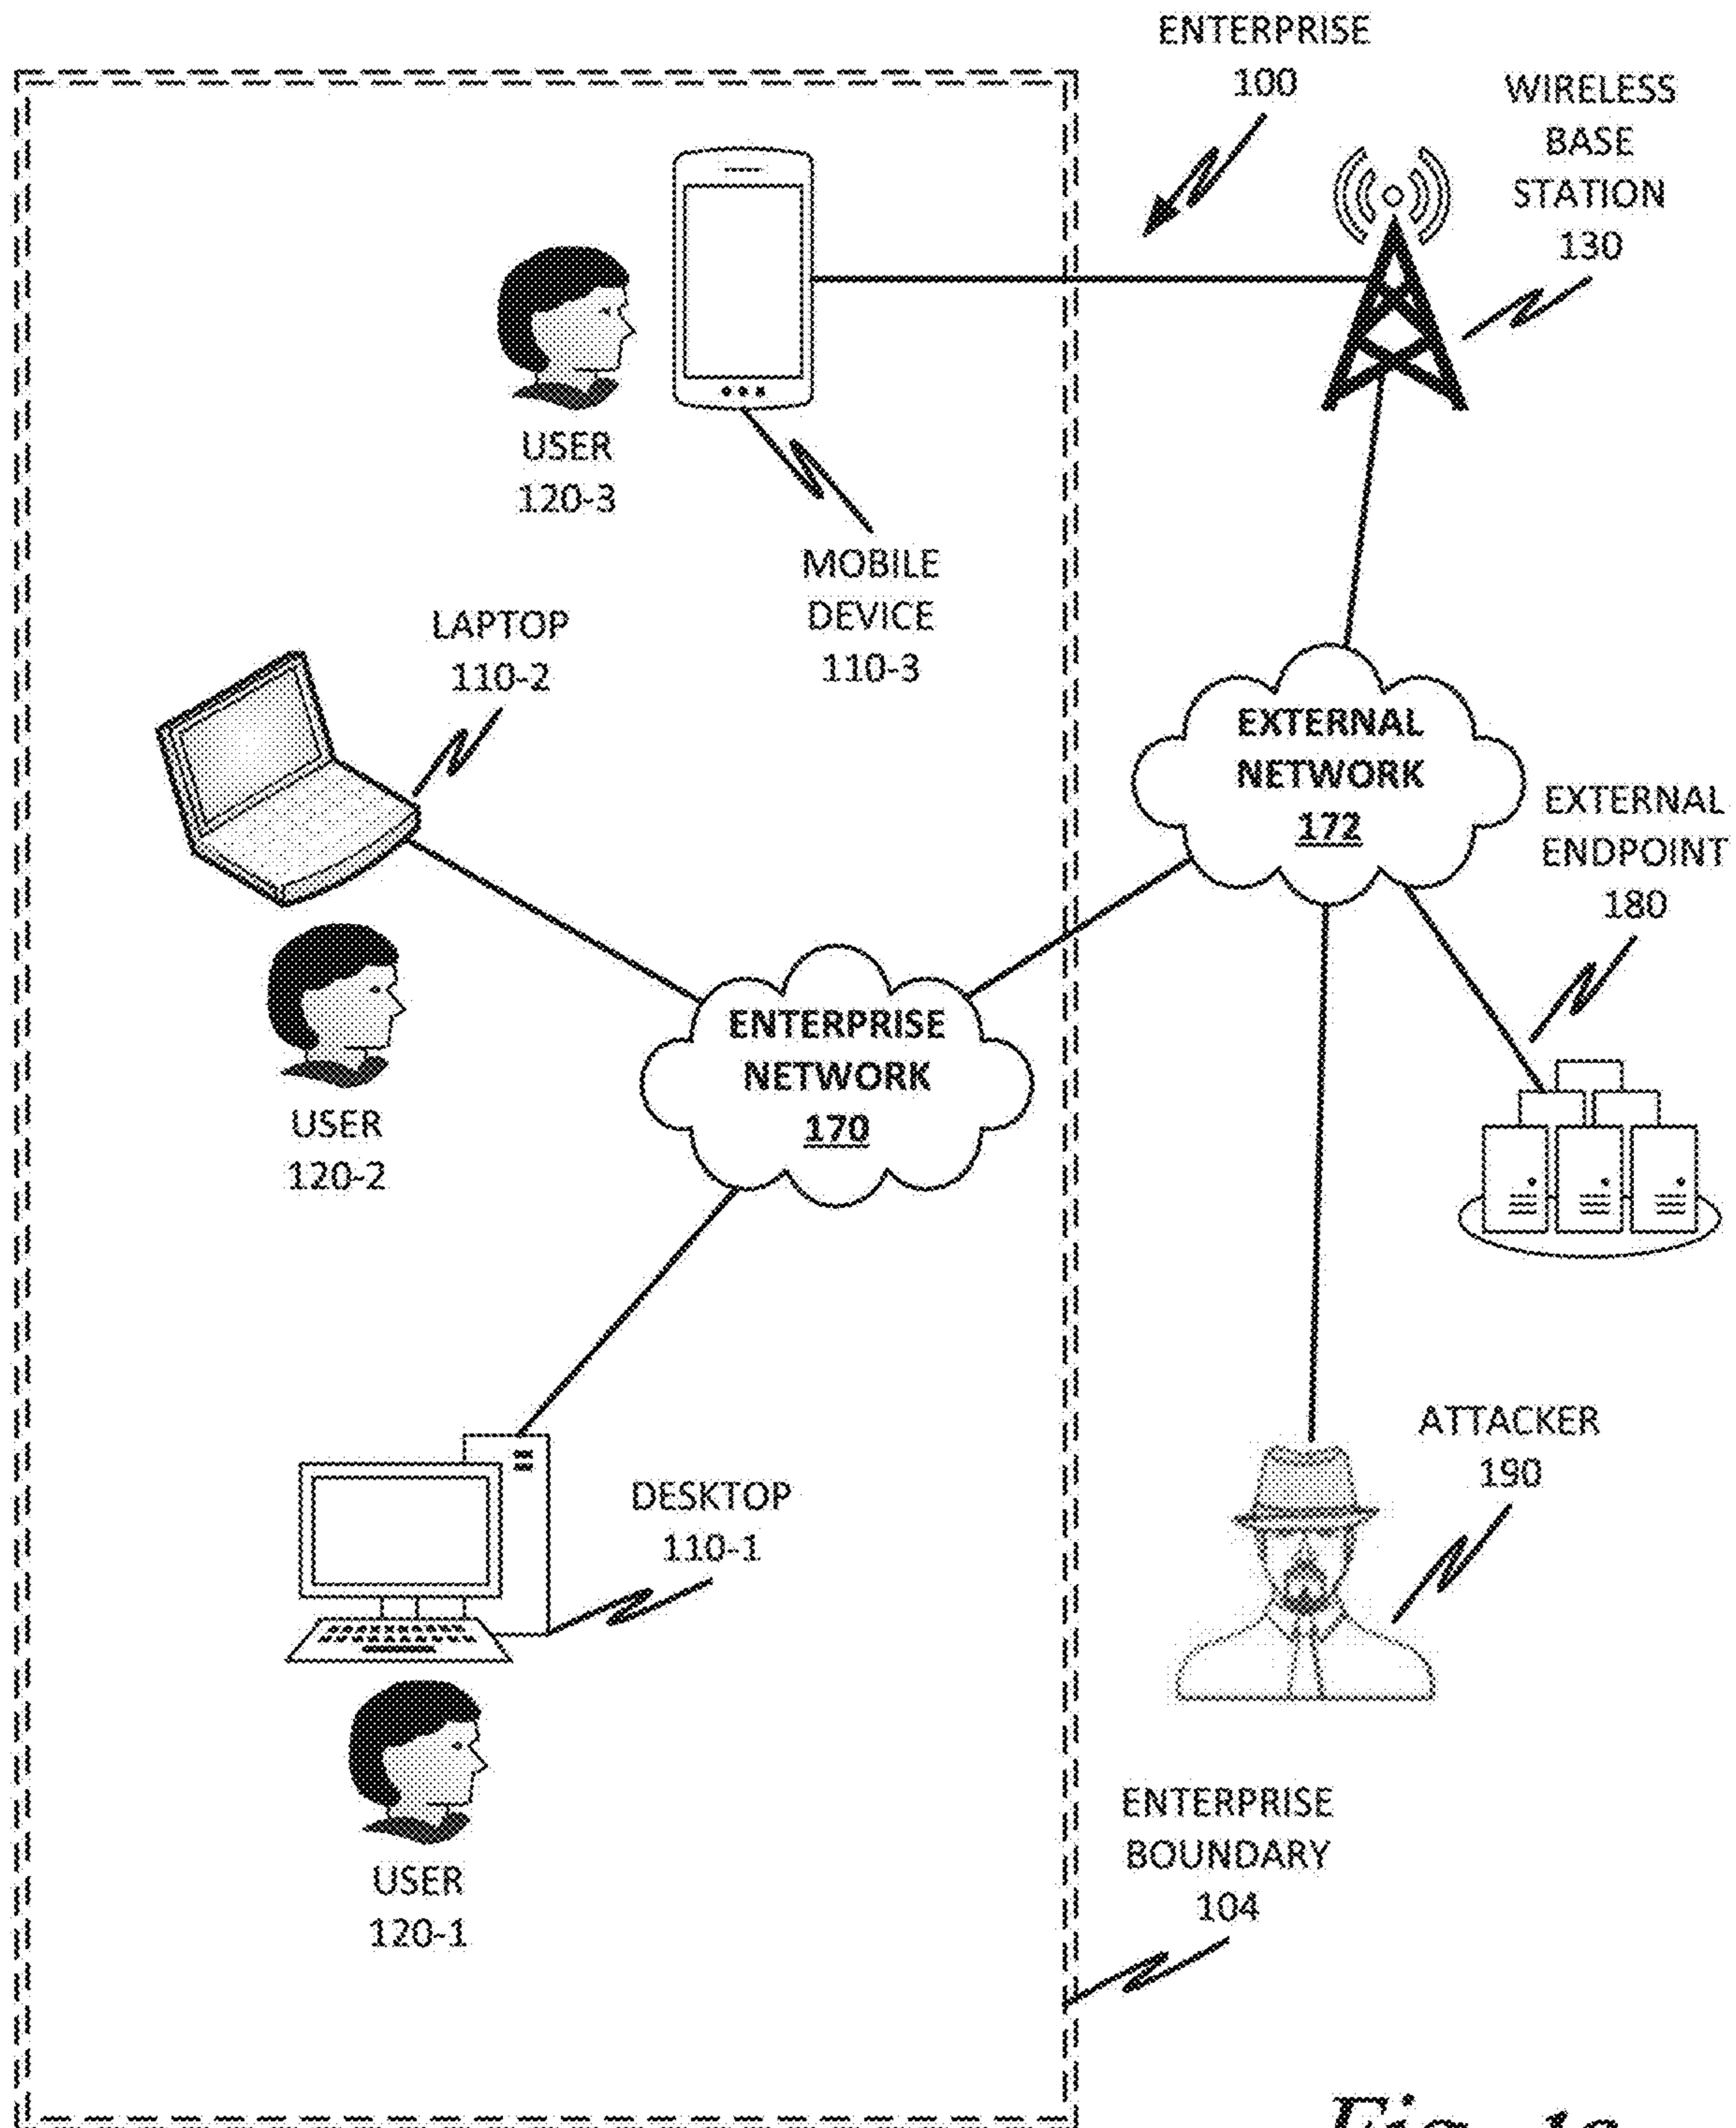 ENTERPRISE
100
WIRELESS
BASE
STATION
130
USER
120-3
MOBILE
DEVICE
110-3
LAPTOP
110-2
EXTERNAL
NETWORK
172
EXTERNAL
ENDPOINT
180
USER
120-2
ENTERPRISE
NETWORK
170
ATTACKER
190
DESKTOP
110-1
USER
120-1
ENTERPRISE
BOUNDARY
104
Fig.